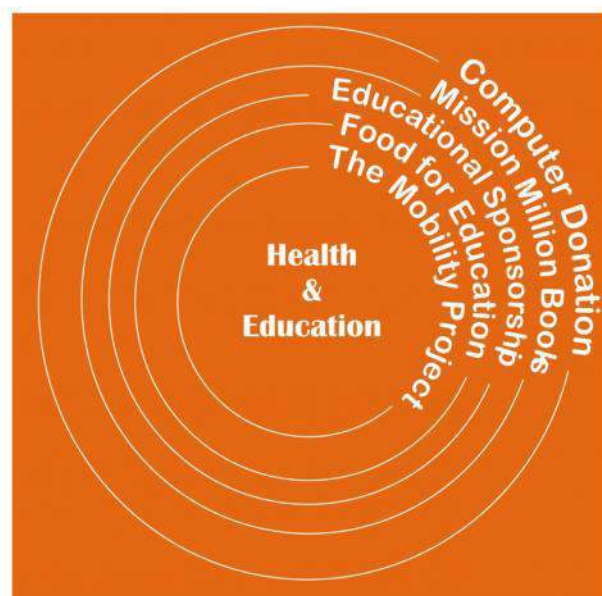 Computer Donation
Mission Million Books
Educational Sponsorship
Food for Education
The Mobility Project
Health
&
Education